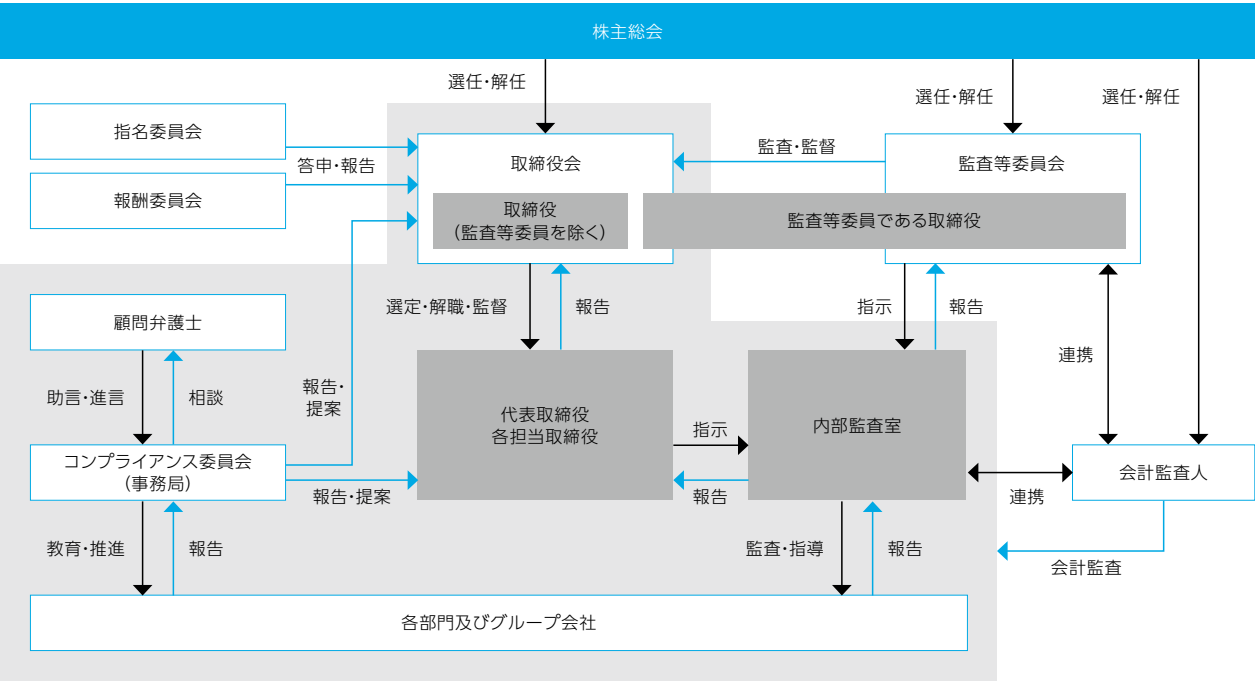 株主総会
選任・解任
選任・解任
選任・解任
指名委員会
答申・報告
報酬委員会
取締役会
監査・監督
監査等委員会
取締役
（監査等委員を除く）
監査等委員である取締役
選定・解職・監督
報告
指示
報告
連携
顧問弁護士
助言・進言
相談
報告・
提案
代表取締役
各担当取締役
指示
報告
内部監査室
コンプライアンス委員会
（事務局）
報告・提案
連携
会計監査人
会計監査
教育・推進
報告
監査・指導
報告
各部門及びグループ会社